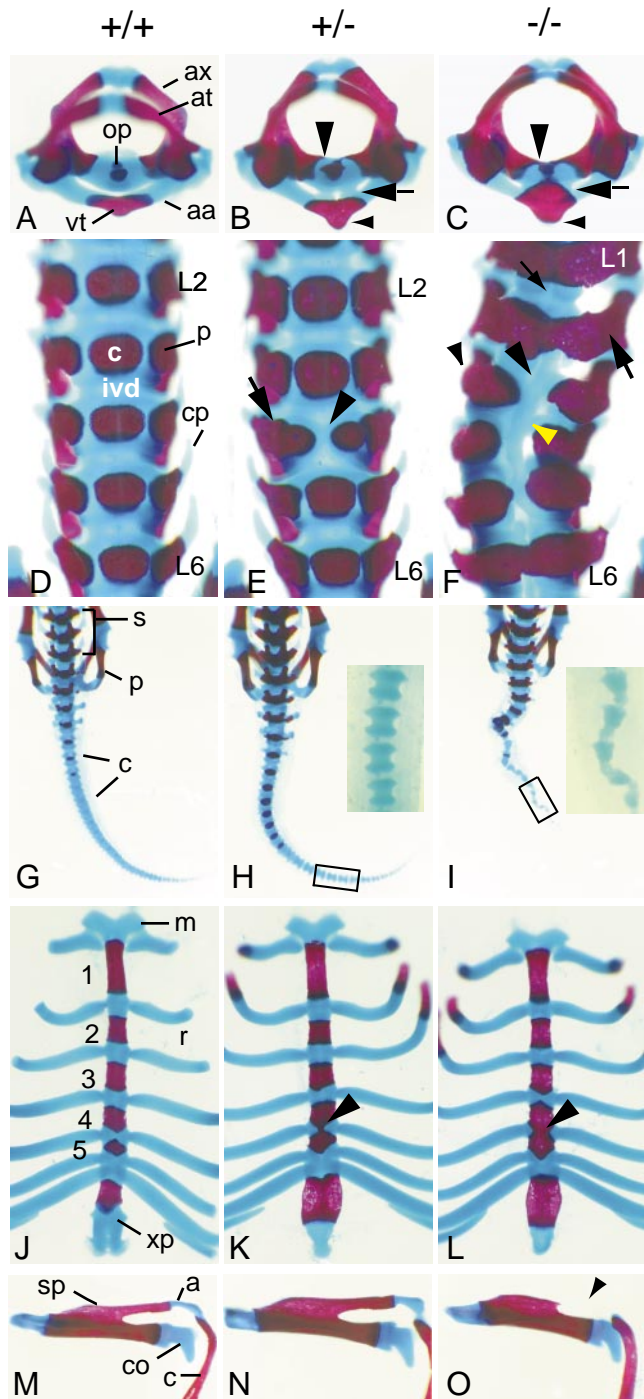 +/+ +/- -/-
ax
at
op
aa
vt
A B C
L2 L2 L1
p
c
ivd
cp
L6 L6 L6
D E F
s
p
c
G H I
m
1
2 r
3
4
5
xp
J K L
sp a
co c
M N O